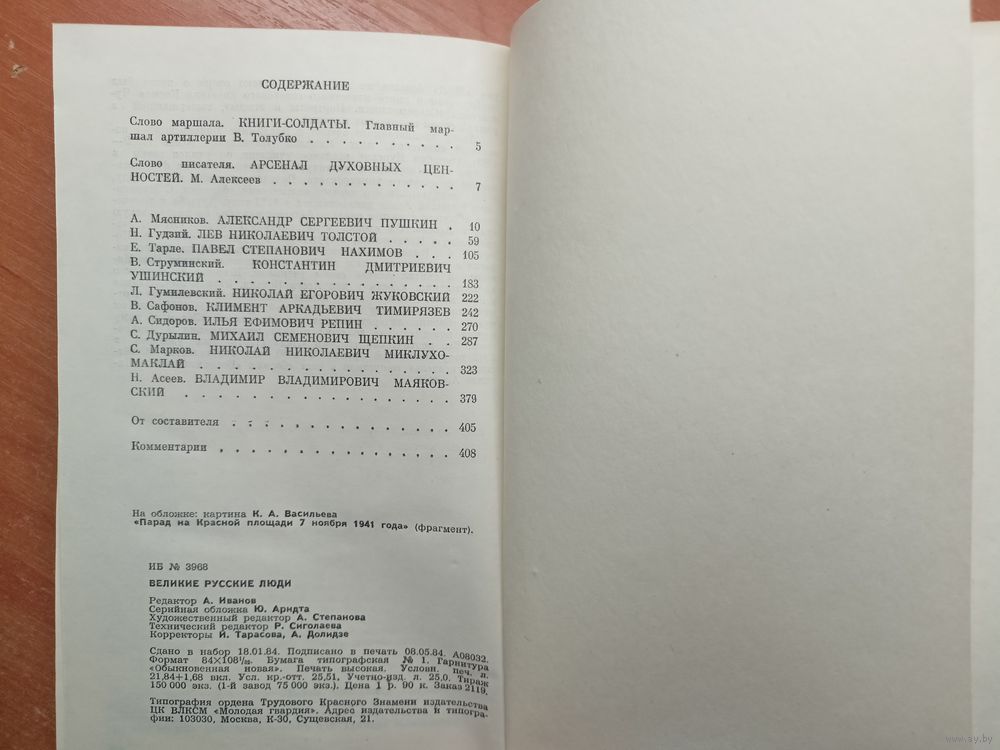 СОДЕРЖАНИЕ
Слово маршала. КНИГИ-СОЛДАТЫ. Главный мар-
шал артиллерии В. Толубко . . . . . . . . . . 5
Слово писателя. АРСЕНАЛ ДУХОВНЫХ ЦЕН-
НОСТЕЙ. М. Алексеев . . . . . . . . . . . . . 7
А. Мясников. АЛЕКСАНДР СЕРГЕЕВИЧ ПУШКИН . 10
Н. Гудзий. ЛЕВ НИКОЛАЕВИЧ ТОЛСТОЙ . . . . . 59
Е. Тарле. ПАВЕЛ СТЕПАНОВИЧ НАХИМОВ . . . 105
В. Струминский. КОНСТАНТИН ДМИТРИЕВИЧ
УШИНСКИЙ . . . . . . . . . . . . . . . . 183
Л. Гумилевский. НИКОЛАЙ ЕГОРОВИЧ ЖУКОВСКИЙ 222
В. Сафонов. КЛИМЕНТ АРКАДЬЕВИЧ ТИМИРЯЗЕВ 242
А. Сидоров. ИЛЬЯ ЕФИМОВИЧ РЕПИН . . . . . . 270
С. Дурылин. МИХАИЛ СЕМЕНОВИЧ ЩЕПКИН . . 287
С. Марков. НИКОЛАЙ НИКОЛАЕВИЧ МИКЛУХО-
МАКЛАЙ . . . . . . . . . . . . . . . . . 323
Н. Асеев. ВЛАДИМИР ВЛАДИМИРОВИЧ МАЯКОВ-
СКИЙ . . . . . . . . . . . . . . . . . . 379
От составителя . . . . . . . . . . . . . . 405
Комментарии . . . . . . . . . . . . . . . 408
На обложке: картина К. А. Васильева
«Парад на Красной площади 7 ноября 1941 года» (фрагмент).
ИБ № 3968
ВЕЛИКИЕ РУССКИЕ ЛЮДИ
Редактор А. Иванов
Серийная обложка Ю. Арндта
Художественный редактор А. Степанова
Технический редактор Р. Сиголаева
Корректоры И. Тарасова, А. Долидзе
Сдано в набор 18.01.84. Подписано в печать 08.05.84. А08032.
Формат 84×108¹/₃₂. Бумага типографская № 1. Гарнитура
«Обыкновенная новая». Печать высокая. Условн. печ. л.
21,84+1,68 вкл. Усл. кр.-отт. 25,51. Учетно-изд. л. 25.0. Тираж
150 000 экз. (1-й завод 75 000 экз.). Цена 1 р. 90 к. Заказ 2119.
Типография ордена Трудового Красного Знамени издательства
ЦК ВЛКСМ «Молодая гвардия». Адрес издательства и типогра-
фии: 103030, Москва, К-30, Сущевская, 21.
www.ay.by